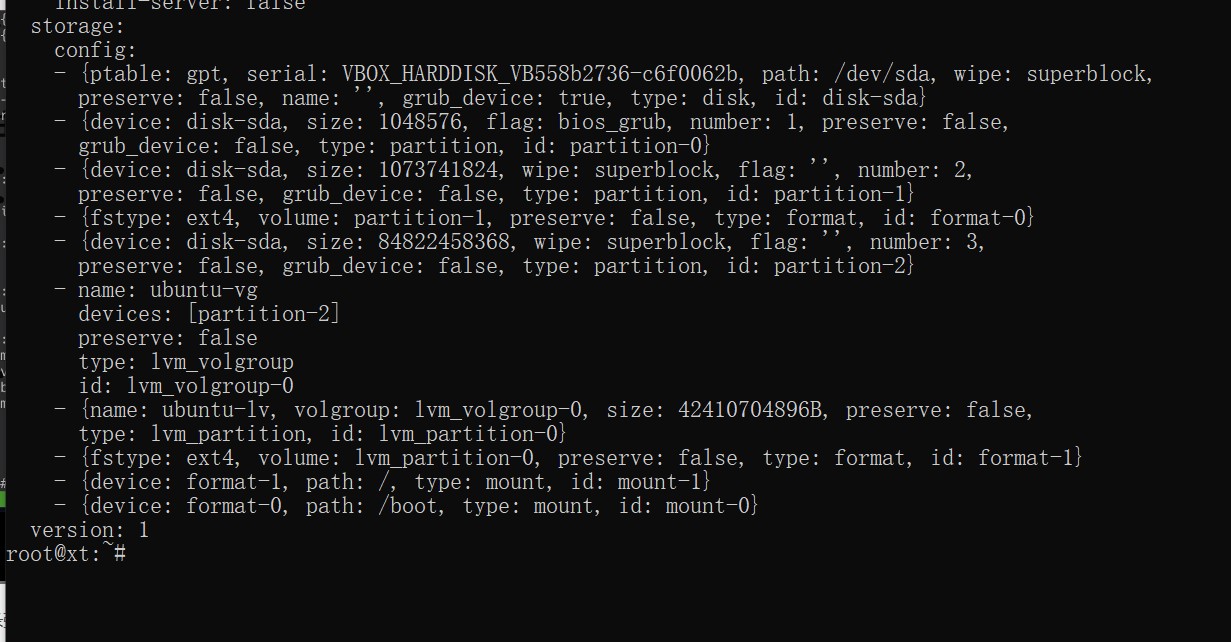 install-server: false
storage:
config:
- {ptable: gpt, serial: VBOX_HARDDISK_VB558b2736-c6f0062b, path: /dev/sda, wipe: superblock,
preserve: false, name: '', grub_device: true, type: disk, id: disk-sda}
- {device: disk-sda, size: 1048576, flag: bios_grub, number: 1, preserve: false,
grub_device: false, type: partition, id: partition-0}
- {device: disk-sda, size: 1073741824, wipe: superblock, flag: '', number: 2,
preserve: false, grub_device: false, type: partition, id: partition-1}
- {fstype: ext4, volume: partition-1, preserve: false, type: format, id: format-0}
- {device: disk-sda, size: 84822458368, wipe: superblock, flag: '', number: 3,
preserve: false, grub_device: false, type: partition, id: partition-2}
- name: ubuntu-vg
devices: [partition-2]
preserve: false
type: lvm_volgroup
id: lvm_volgroup-0
- {name: ubuntu-lv, volgroup: lvm_volgroup-0, size: 42410704896B, preserve: false,
type: lvm_partition, id: lvm_partition-0}
- {fstype: ext4, volume: lvm_partition-0, preserve: false, type: format, id: format-1}
- {device: format-1, path: /, type: mount, id: mount-1}
- {device: format-0, path: /boot, type: mount, id: mount-0}
version: 1
root@xt:~#